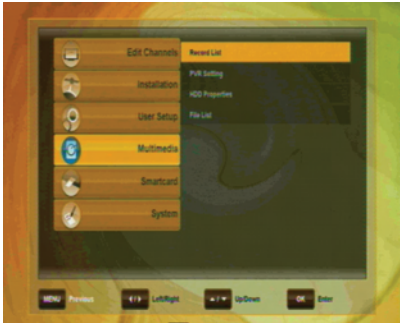 Edit Channels
Installation
User Setup
Multimedia
Smartcard
System
Record List
PVR Setting
HDD Properties
File List
MENU Previous
Left/Right
Up/Down
OK Enter